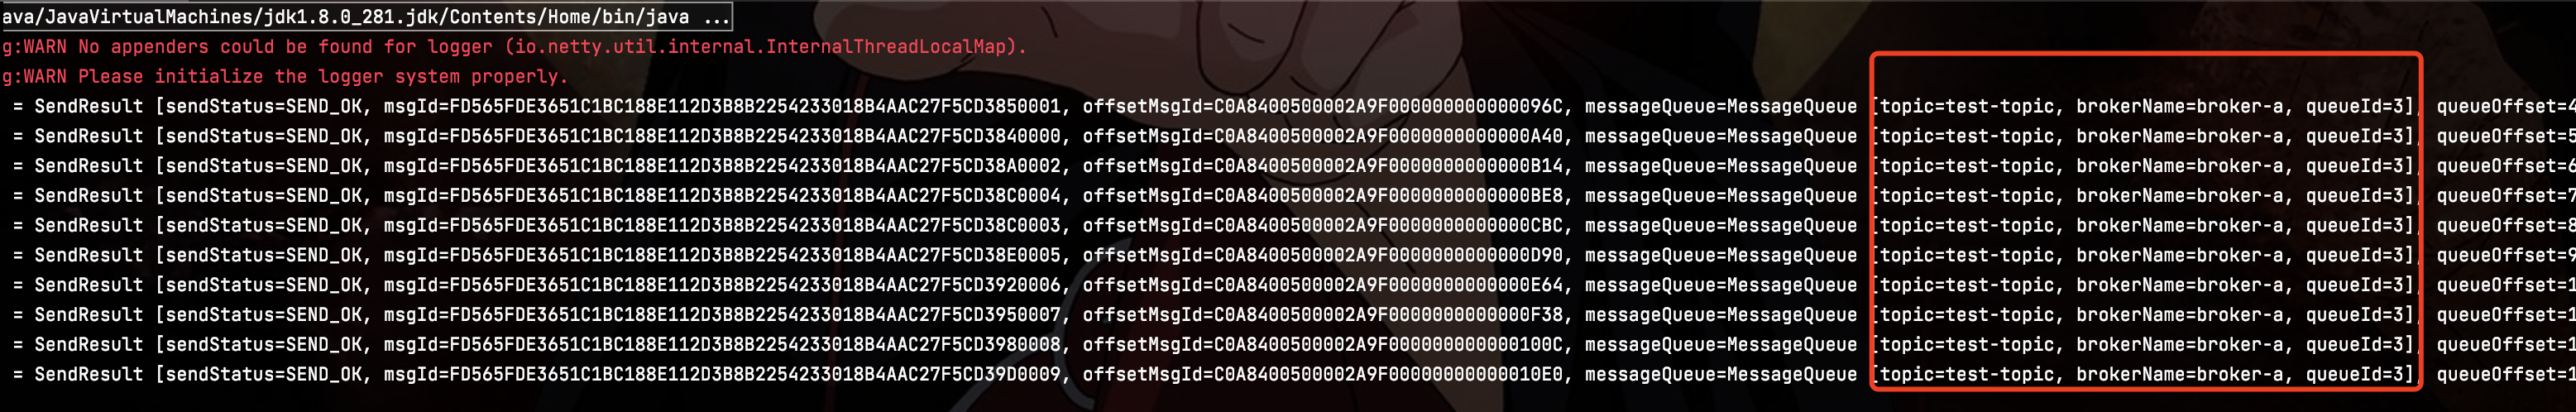 ava/JavaVirtualMachines/jdk1.8.0_281.jdk/Contents/Home/bin/java ...
g:WARN No appenders could be found for logger (io.netty.util.internal.InternalThreadLocalMap).
g:WARN Please initialize the logger system properly.
= SendResult [sendStatus=SEND_OK, msgId=FD565FDE3651C1BC188E112D3B8B2254233018B4AAC27F5CD3850001, offsetMsgId=C0A8400500002A9F000000000000096C, messageQueue=MessageQueue [topic=test-topic, brokerName=broker-a, queueId=3], queueOffset=4
= SendResult [sendStatus=SEND_OK, msgId=FD565FDE3651C1BC188E112D3B8B2254233018B4AAC27F5CD3840000, offsetMsgId=C0A8400500002A9F0000000000000A40, messageQueue=MessageQueue [topic=test-topic, brokerName=broker-a, queueId=3], queueOffset=5
= SendResult [sendStatus=SEND_OK, msgId=FD565FDE3651C1BC188E112D3B8B2254233018B4AAC27F5CD38A0002, offsetMsgId=C0A8400500002A9F0000000000000B14, messageQueue=MessageQueue [topic=test-topic, brokerName=broker-a, queueId=3], queueOffset=6
= SendResult [sendStatus=SEND_OK, msgId=FD565FDE3651C1BC188E112D3B8B2254233018B4AAC27F5CD38C0004, offsetMsgId=C0A8400500002A9F0000000000000BE8, messageQueue=MessageQueue [topic=test-topic, brokerName=broker-a, queueId=3], queueOffset=7
= SendResult [sendStatus=SEND_OK, msgId=FD565FDE3651C1BC188E112D3B8B2254233018B4AAC27F5CD38C0003, offsetMsgId=C0A8400500002A9F0000000000000CBC, messageQueue=MessageQueue [topic=test-topic, brokerName=broker-a, queueId=3], queueOffset=8
= SendResult [sendStatus=SEND_OK, msgId=FD565FDE3651C1BC188E112D3B8B2254233018B4AAC27F5CD38E0005, offsetMsgId=C0A8400500002A9F0000000000000D90, messageQueue=MessageQueue [topic=test-topic, brokerName=broker-a, queueId=3], queueOffset=9
= SendResult [sendStatus=SEND_OK, msgId=FD565FDE3651C1BC188E112D3B8B2254233018B4AAC27F5CD3920006, offsetMsgId=C0A8400500002A9F0000000000000E64, messageQueue=MessageQueue [topic=test-topic, brokerName=broker-a, queueId=3], queueOffset=1
= SendResult [sendStatus=SEND_OK, msgId=FD565FDE3651C1BC188E112D3B8B2254233018B4AAC27F5CD3950007, offsetMsgId=C0A8400500002A9F0000000000000F38, messageQueue=MessageQueue [topic=test-topic, brokerName=broker-a, queueId=3], queueOffset=1
= SendResult [sendStatus=SEND_OK, msgId=FD565FDE3651C1BC188E112D3B8B2254233018B4AAC27F5CD3980008, offsetMsgId=C0A8400500002A9F000000000000100C, messageQueue=MessageQueue [topic=test-topic, brokerName=broker-a, queueId=3], queueOffset=1
= SendResult [sendStatus=SEND_OK, msgId=FD565FDE3651C1BC188E112D3B8B2254233018B4AAC27F5CD39D0009, offsetMsgId=C0A8400500002A9F00000000000010E0, messageQueue=MessageQueue [topic=test-topic, brokerName=broker-a, queueId=3], queueOffset=1